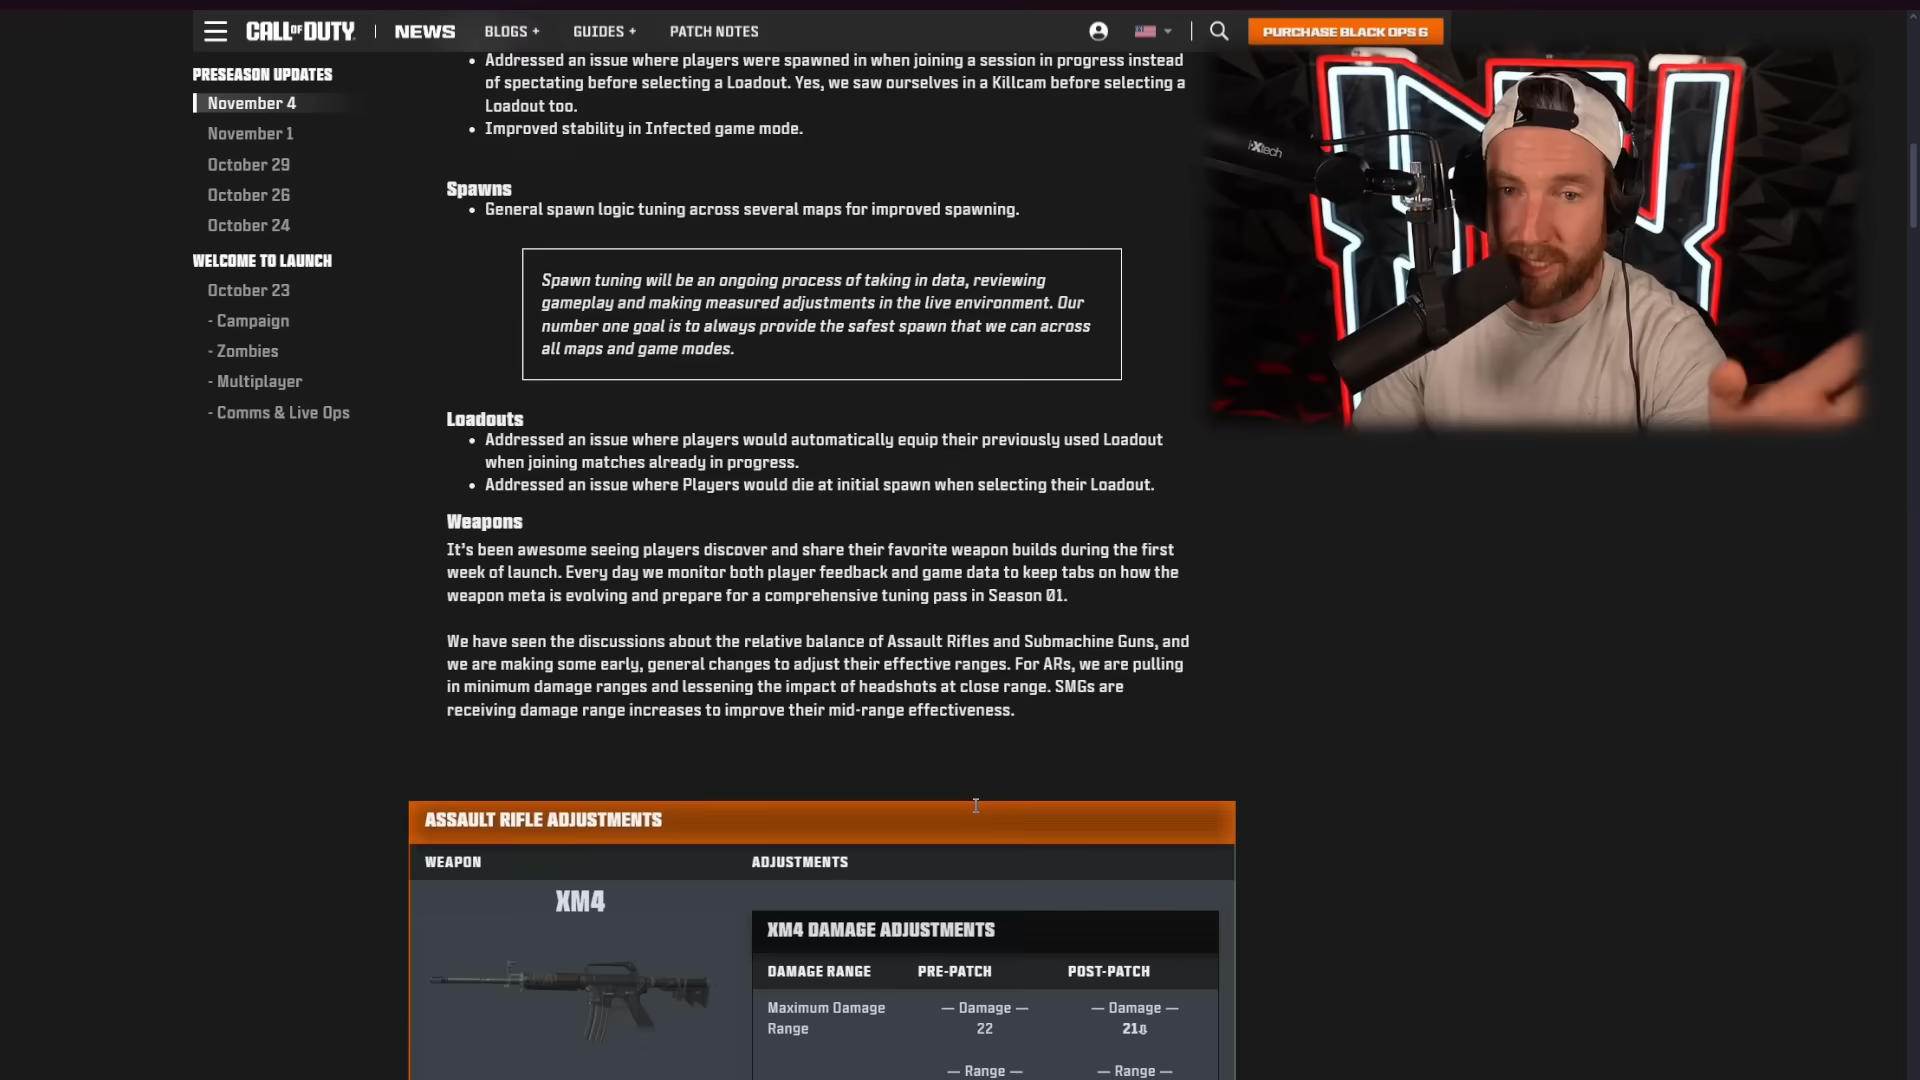 CALL OF DUTY | NEWS BLOGS + GUIDES + PATCH NOTES PURCHASE BLACK OPS 6
PRESEASON UPDATES
November 4
November 1
October 29
October 26
October 24
WELCOME TO LAUNCH
October 23
- Campaign
- Zombies
- Multiplayer
- Comms & Live Ops
• Addressed an issue where players were spawned in when joining a session in progress instead
of spectating before selecting a Loadout. Yes, we saw ourselves in a Killcam before selecting a
Loadout too.
• Improved stability in Infected game mode.
Spawns
• General spawn logic tuning across several maps for improved spawning.
Spawn tuning will be an ongoing process of taking in data, reviewing
gameplay and making measured adjustments in the live environment. Our
number one goal is to always provide the safest spawn that we can across
all maps and game modes.
Loadouts
• Addressed an issue where players would automatically equip their previously used Loadout
when joining matches already in progress.
• Addressed an issue where Players would die at initial spawn when selecting their Loadout.
Weapons
It's been awesome seeing players discover and share their favorite weapon builds during the first
week of launch. Every day we monitor both player feedback and game data to keep tabs on how the
weapon meta is evolving and prepare for a comprehensive tuning pass in Season 01.
We have seen the discussions about the relative balance of Assault Rifles and Submachine Guns, and
we are making some early, general changes to adjust their effective ranges. For ARs, we are pulling
in minimum damage ranges and lessening the impact of headshots at close range. SMGs are
receiving damage range increases to improve their mid-range effectiveness.
ASSAULT RIFLE ADJUSTMENTS
WEAPON ADJUSTMENTS
XM4
XM4 DAMAGE ADJUSTMENTS
DAMAGE RANGE PRE-PATCH POST-PATCH
Maximum Damage — Damage — — Damage —
Range 22 21⇩
— Range — — Range —